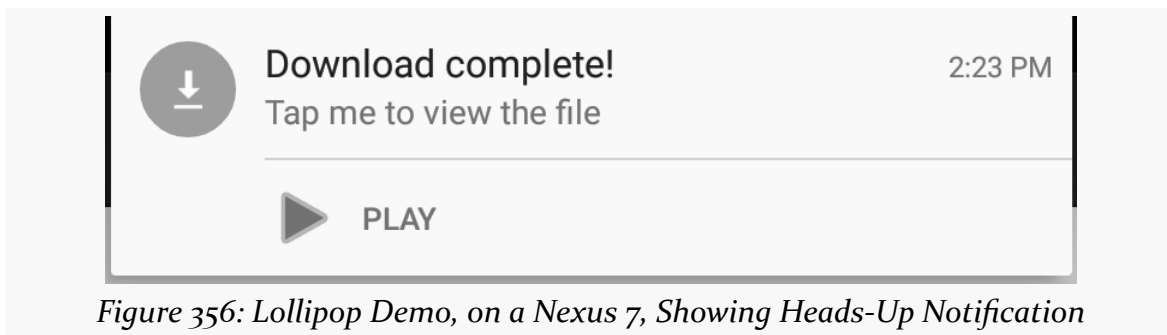 Download complete! 2:23 PM
Tap me to view the file
PLAY
Figure 356: Lollipop Demo, on a Nexus 7, Showing Heads-Up Notification